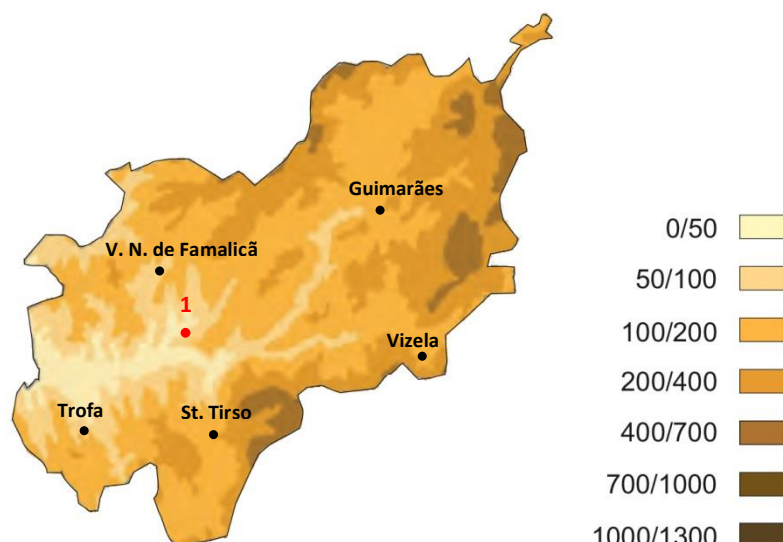 Guimarães
V. N. de Famalicã
1
Vizela
Trofa
St. Tirso
0/50
50/100
100/200
200/400
400/700
700/1000
1000/1300